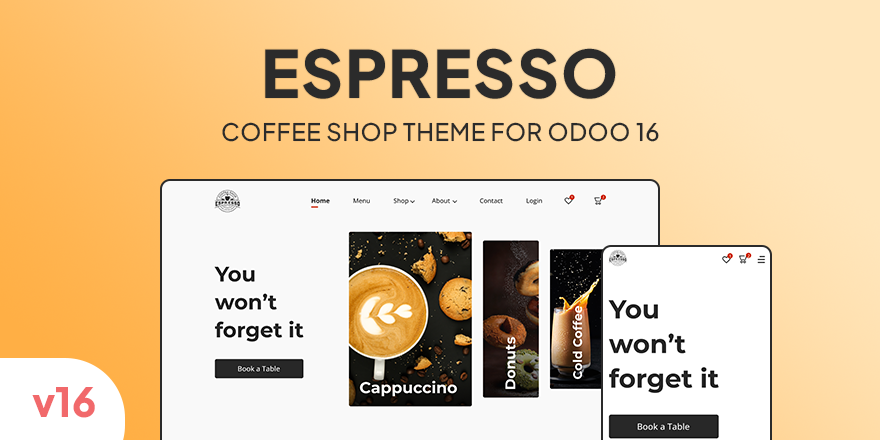 ESPRESSO
COFFEE SHOP THEME FOR ODOO 16
ESPRESSO
Home Menu Shop About Contact Login
You
won't
forget it
Book a Table
Cappuccino
Donuts
Cold Coffee
You
won't
forget it
Book a Table
v16